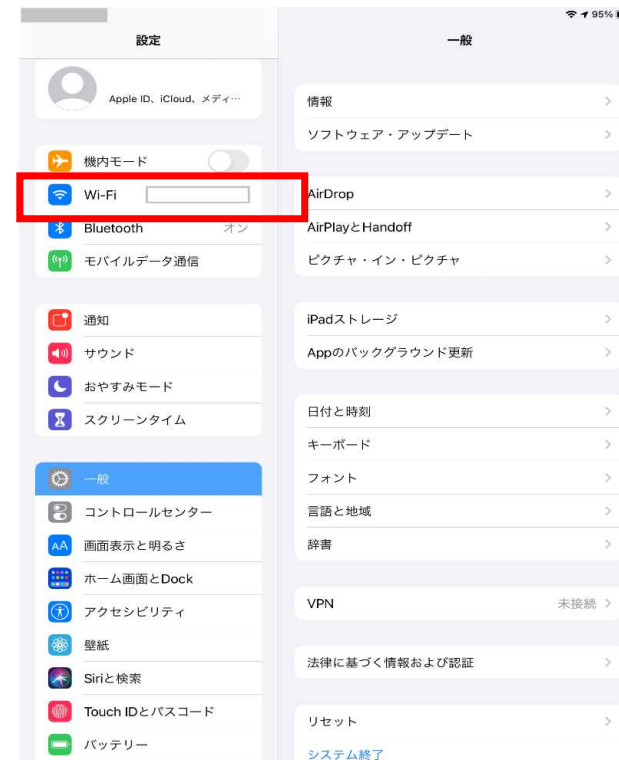 95%
設定
一般
Apple ID、iCloud、メディ…
機内モード
Wi-Fi
Bluetooth オン
モバイルデータ通信
通知
サウンド
おやすみモード
スクリーンタイム
一般
コントロールセンター
AA 画面表示と明るさ
ホーム画面とDock
アクセシビリティ
壁紙
Siriと検索
Touch IDとパスコード
バッテリー
情報
ソフトウェア・アップデート
AirDrop
AirPlayとHandoff
ピクチャ・イン・ピクチャ
iPadストレージ
Appのバックグラウンド更新
日付と時刻
キーボード
フォント
言語と地域
辞書
VPN 未接続
法律に基づく情報および認証
リセット
システム終了